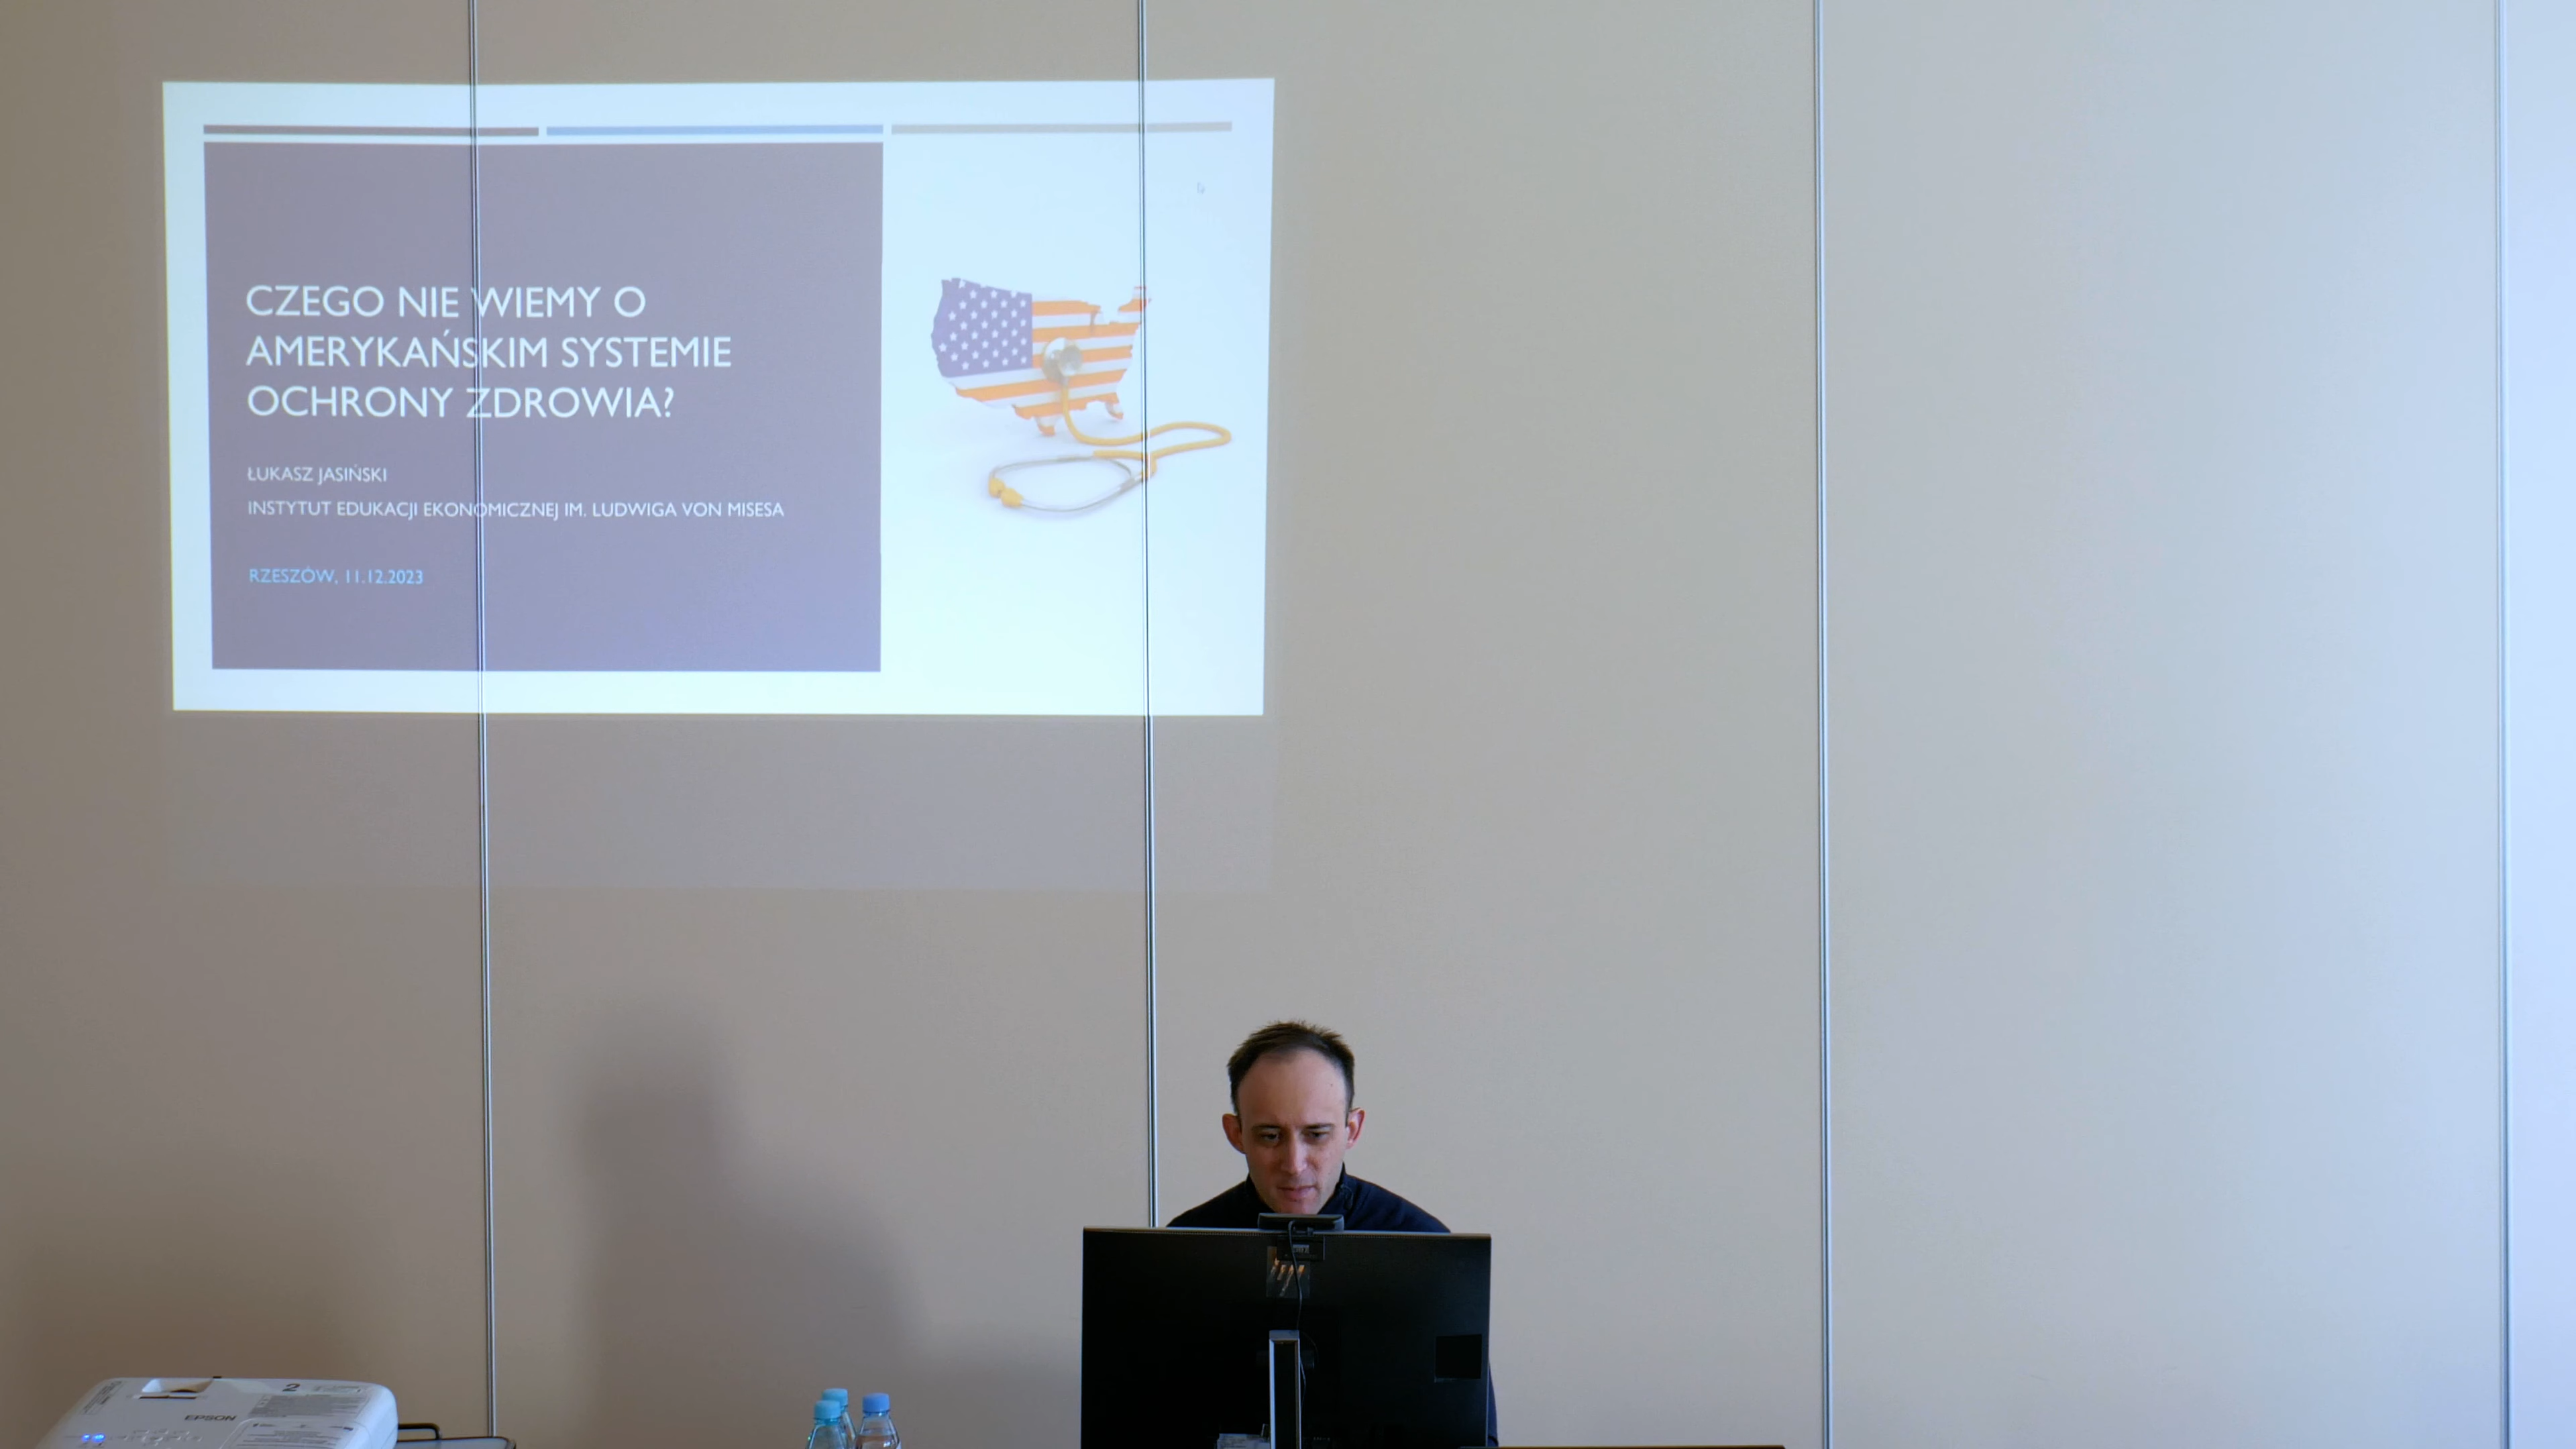 CZEGO NIE WIEMY O
AMERYKAŃSKIM SYSTEMIE
OCHRONY ZDROWIA?
ŁUKASZ JASIŃSKI
INSTYTUT EDUKACJI EKONOMICZNEJ IM. LUDWIGA VON MISESA
RZESZÓW, 11.12.2023
2
EPSON